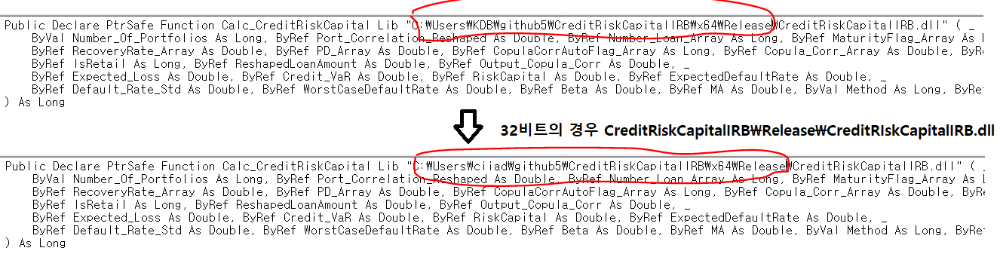 Public Declare PtrSafe Function Calc_CreditRiskCapital Lib "C:₩Users₩KDB₩github5₩CreditRiskCapitalIRB₩x64₩Release₩CreditRiskCapitalIRB.dll" ( _
ByVal Number_Of_Portfolios As Long, ByRef Port_Correlation_Reshaped As Double, ByRef Number_Loan_Array As Long, ByRef MaturityFlag_Array As
ByRef RecoveryRate_Array As Double, ByRef PD_Array As Double, ByRef CopulaCorrAutoFlag_Array As Long, ByRef Copula_Corr_Array As Double,
ByRef IsRetail As Long, ByRef ReshapedLoanAmount As Double, ByRef Output_Copula_Corr As Double, _
ByRef Expected_Loss As Double, ByRef Credit_VaR As Double, ByRef RiskCapital As Double, ByRef ExpectedDefaultRate As Double, _
ByRef Default_Rate_Std As Double, ByRef WorstCaseDefaultRate As Double, ByRef Beta As Double, ByRef MA As Double, ByVal Method As Long, ByRef
) As Long
32비트의 경우 CreditRiskCapitalIRB₩Release₩CreditRIskCapitalIRB.dll
Public Declare PtrSafe Function Calc_CreditRiskCapital Lib "C:₩Users₩ciiad₩github5₩CreditRiskCapitalIRB₩x64₩Release₩CreditRiskCapitalIRB.dll" ( _
ByVal Number_Of_Portfolios As Long, ByRef Port_Correlation_Reshaped As Double, ByRef Number_Loan_Array As Long, ByRef MaturityFlag_Array As
ByRef RecoveryRate_Array As Double, ByRef PD_Array As Double, ByRef CopulaCorrAutoFlag_Array As Long, ByRef Copula_Corr_Array As Double,
ByRef IsRetail As Long, ByRef ReshapedLoanAmount As Double, ByRef Output_Copula_Corr As Double, _
ByRef Expected_Loss As Double, ByRef Credit_VaR As Double, ByRef RiskCapital As Double, ByRef ExpectedDefaultRate As Double, _
ByRef Default_Rate_Std As Double, ByRef WorstCaseDefaultRate As Double, ByRef Beta As Double, ByRef MA As Double, ByVal Method As Long, ByRef
) As Long